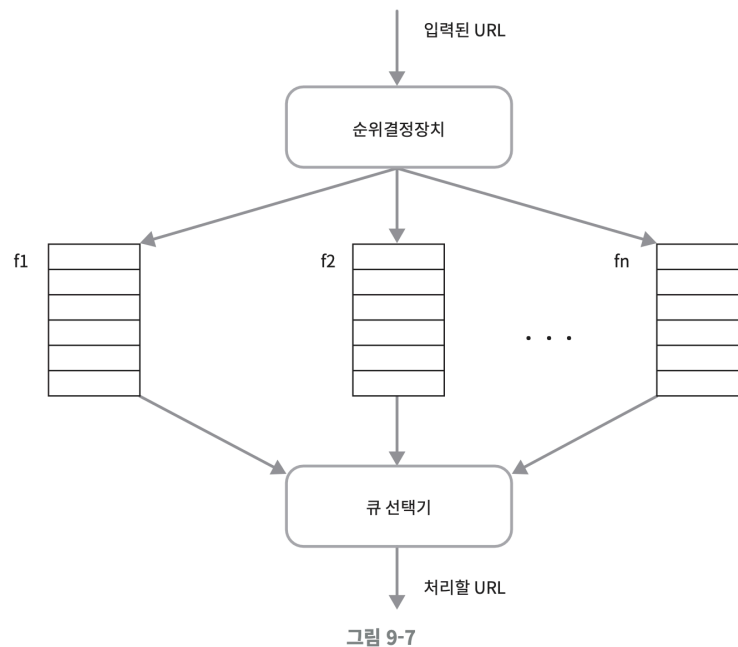 입력된 URL
순위결정장치
f1
f2
fn
. . .
큐 선택기
처리할 URL
그림 9-7